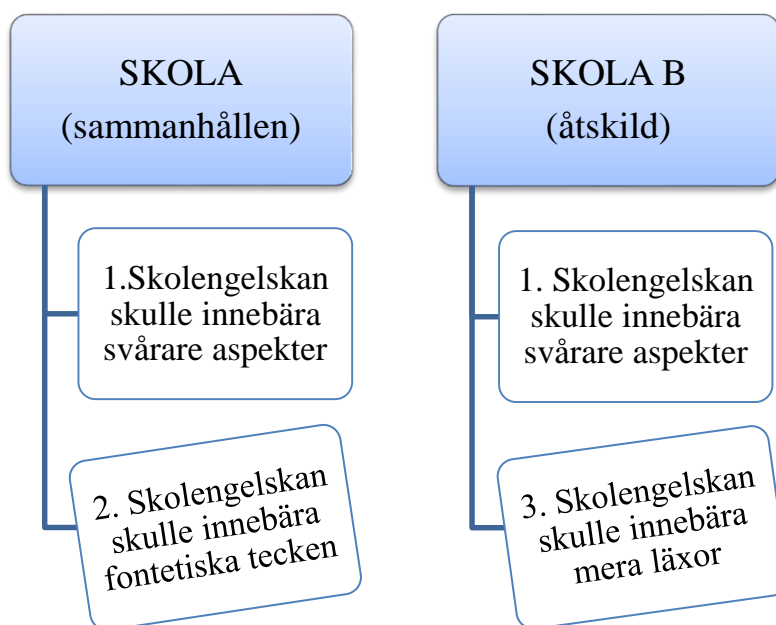 SKOLA
(sammanhållen)
1.Skolengelskan
skulle innebära
svårare aspekter
2. Skolengelskan
skulle innebära
fontetiska tecken
SKOLA B
(åtskild)
1. Skolengelskan
skulle innebära
svårare aspekter
3. Skolengelskan
skulle innebära
mera läxor